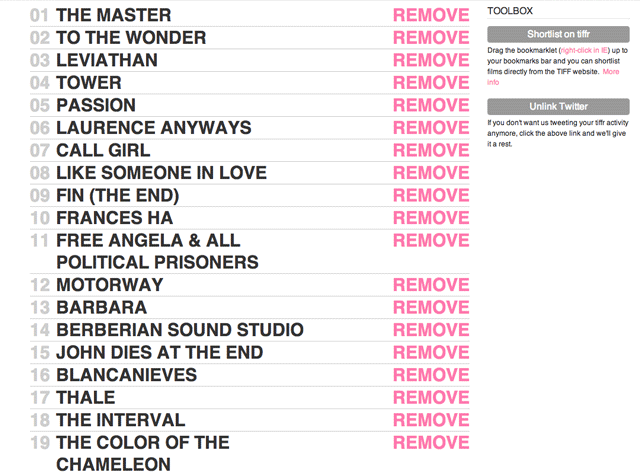 01 THE MASTER REMOVE
02 TO THE WONDER REMOVE
03 LEVIATHAN REMOVE
04 TOWER REMOVE
05 PASSION REMOVE
06 LAURENCE ANYWAYS REMOVE
07 CALL GIRL REMOVE
08 LIKE SOMEONE IN LOVE REMOVE
09 FIN (THE END) REMOVE
10 FRANCES HA REMOVE
11 FREE ANGELA & ALL REMOVE
POLITICAL PRISONERS
12 MOTORWAY REMOVE
13 BARBARA REMOVE
14 BERBERIAN SOUND STUDIO REMOVE
15 JOHN DIES AT THE END REMOVE
16 BLANCANIEVES REMOVE
17 THALE REMOVE
18 THE INTERVAL REMOVE
19 THE COLOR OF THE REMOVE
CHAMELEON
TOOLBOX
Shortlist on tiffr
Drag the bookmarklet (right-click in IE) up to
your bookmarks bar and you can shortlist
films directly from the TIFF website. More
info
Unlink Twitter
If you don't want us tweeting your tiffr activity
anymore, click the above link and we'll give
it a rest.